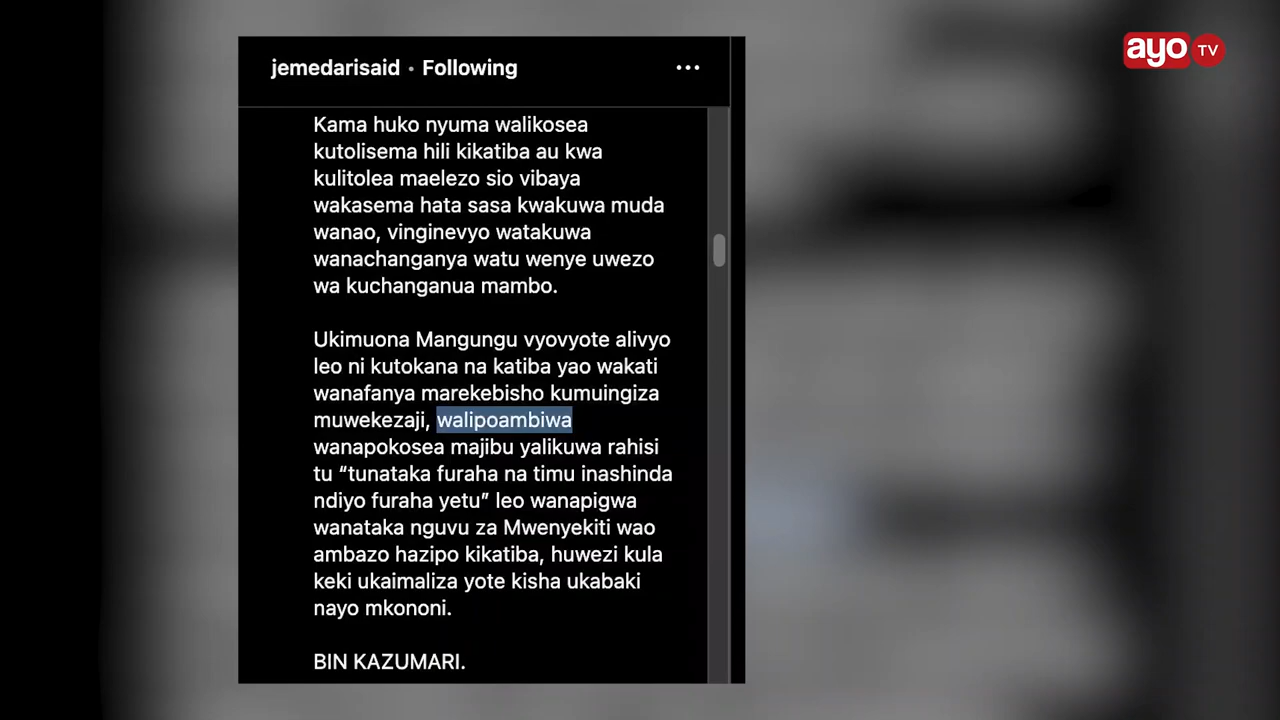 ayo TV
jemedarisaid • Following
Kama huko nyuma walikosea
kutolisema hili kikatiba au kwa
kulitolea maelezo sio vibaya
wakasema hata sasa kwakuwa muda
wanao, vinginevyo watakuwa
wanachanganya watu wenye uwezo
wa kuchanganua mambo.
Ukimuona Mangungu vyovyote alivyo
leo ni kutokana na katiba yao wakati
wanafanya marekebisho kumuingiza
muwekezaji, walipoambiwa
wanapokosea majibu yalikuwa rahisi
tu “tunataka furaha na timu inashinda
ndiyo furaha yetu” leo wanapigwa
wanataka nguvu za Mwenyekiti wao
ambazo hazipo kikatiba, huwezi kula
keki ukaimaliza yote kisha ukabaki
nayo mkononi.
BIN KAZUMARI.